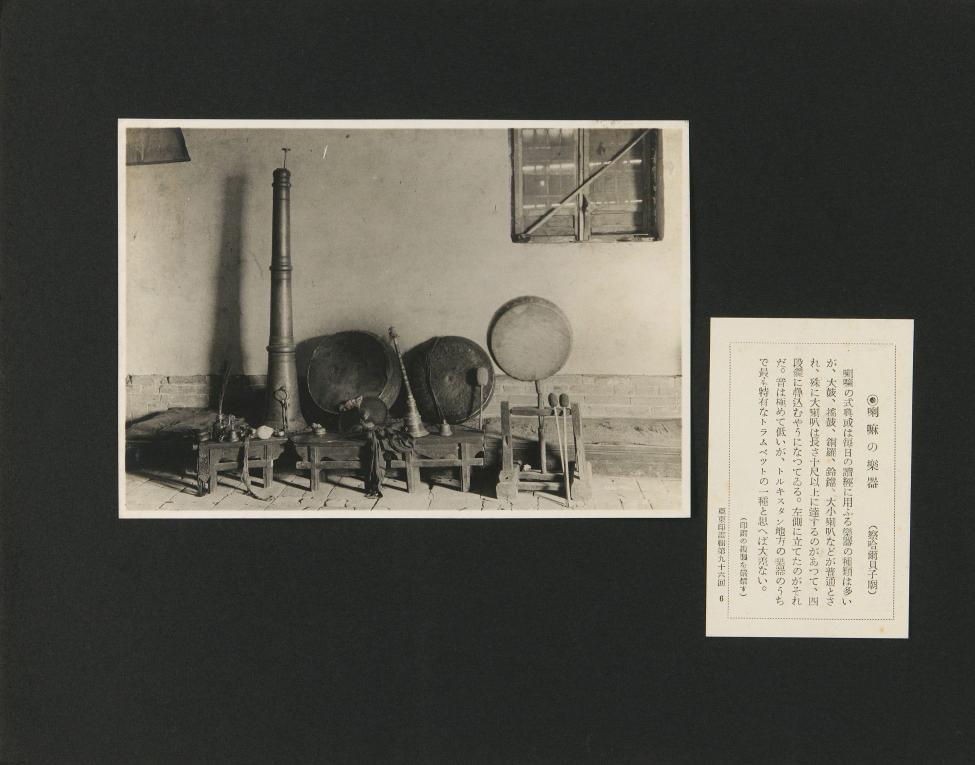 ◉喇嘛の樂器　（察哈爾貝子廟）
喇嘛の式典或は每日の讀經に用ふる樂器の種類は多い
が、大鼓、搖鼓、銅羅、鈴鐺、大小喇叭などが普通とさ
れ、殊に大喇叭は長さ十尺以上に達するのがあつて、四
段儀に疊込むやうになつてゐる。左側に立てたのがそれ
だ。音は極めて低いが、トルキスタン地方の樂器のうち
で最も特有なトラムペットの一種と思へば大差ない。
（印畫の複製を嚴禁す）
亞東印畫輯第九十六回　6